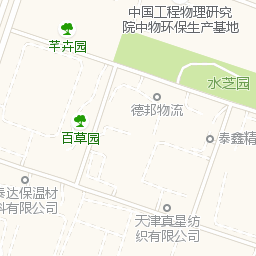 中国工程物理研究
院中物环保生产基地
芊卉园
水芝园
德邦物流
百草园
泰鑫精
泰达保温材
料有限公司
天津真星纺
织有限公司